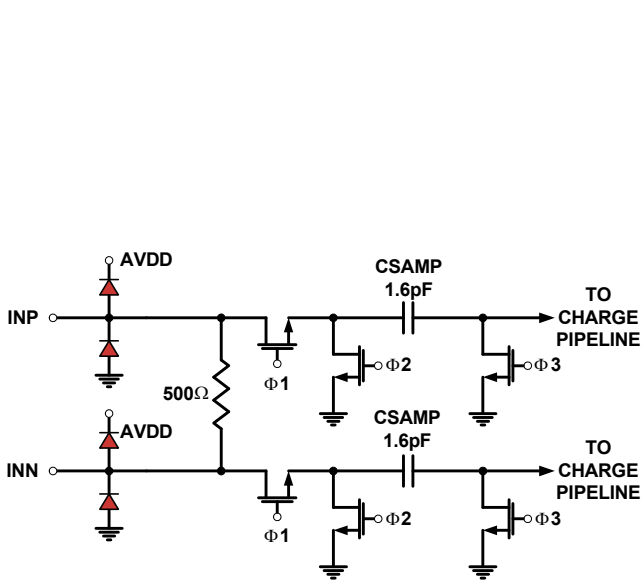 AVDD
CSAMP
1.6pF
INP
TO
CHARGE
PIPELINE
Φ2
Φ3
Φ1
500Ω
AVDD
CSAMP
1.6pF
INN
TO
CHARGE
PIPELINE
Φ2
Φ3
Φ1